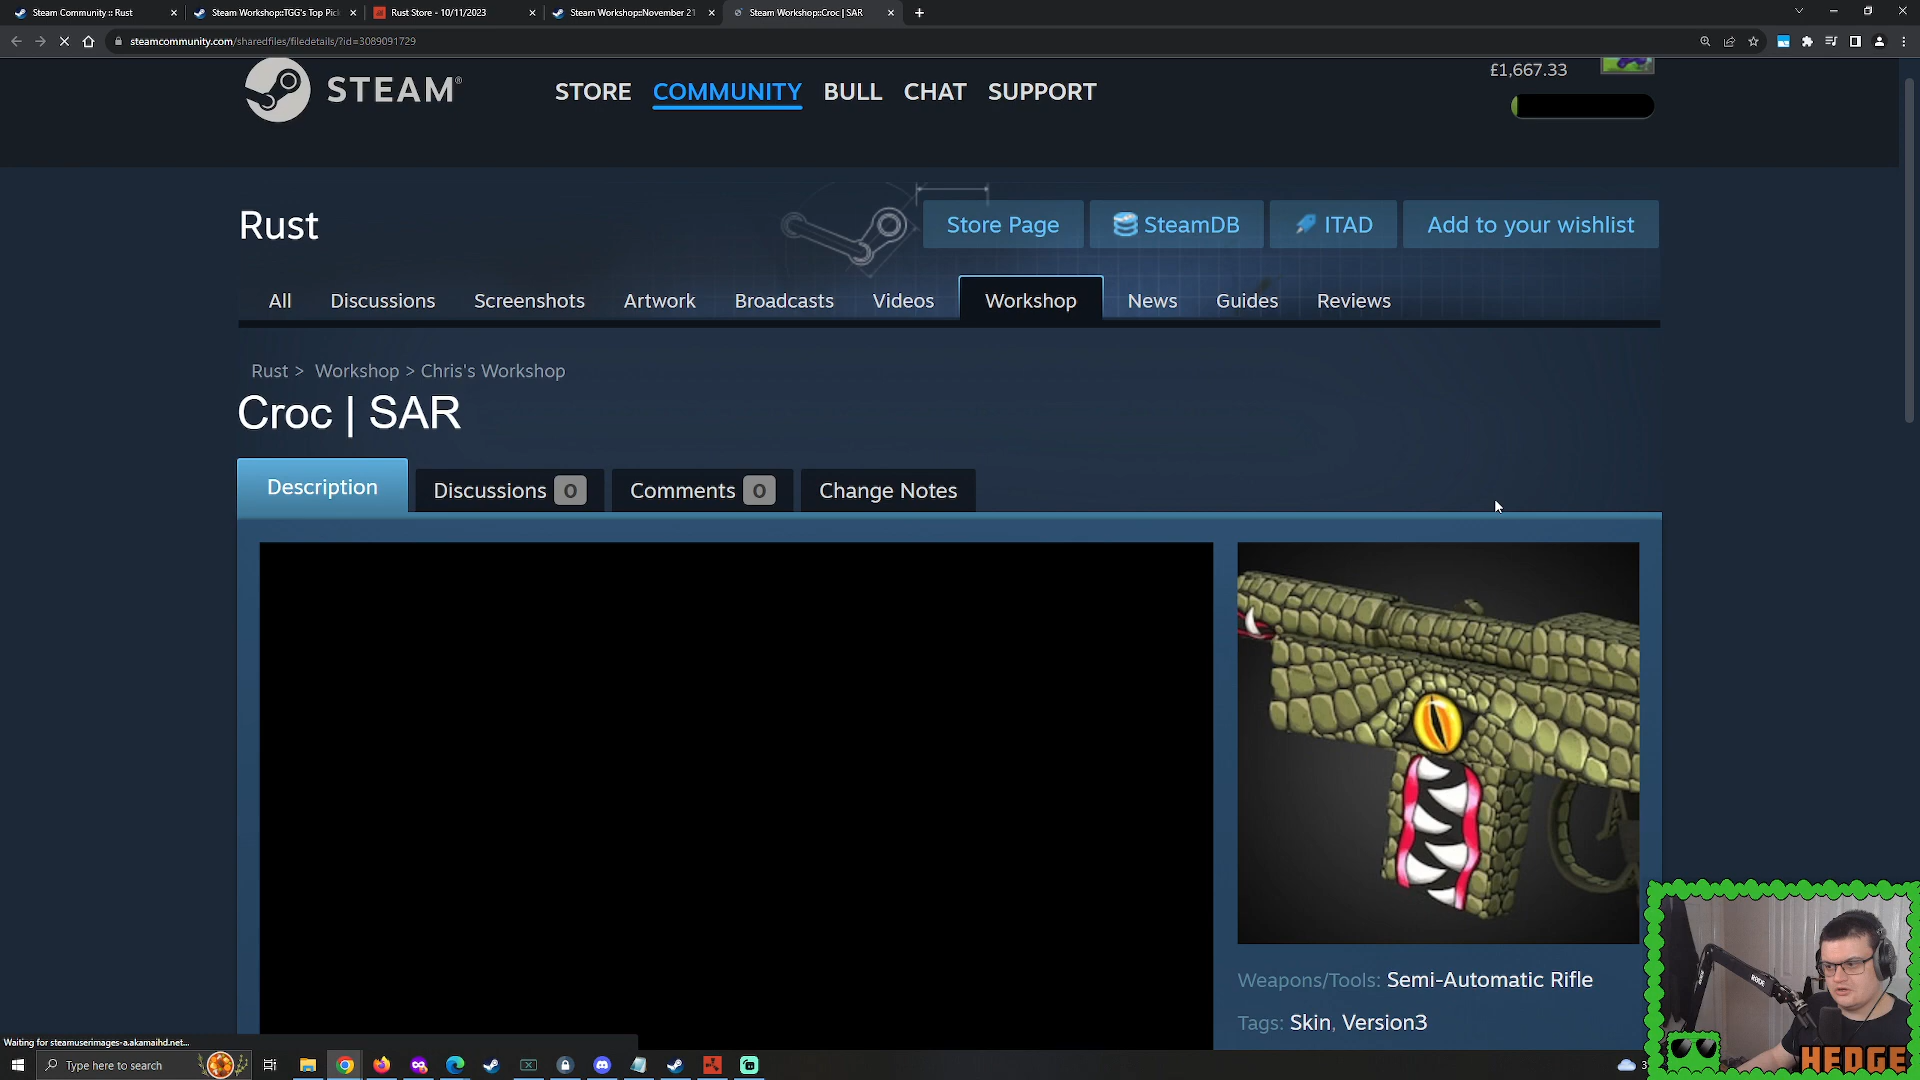 Steam Community :: Rust
Steam Workshop::TGG's Top Pick
Rust Store - 10/11/2023
Steam Workshop::November 21
Steam Workshop::Croc | SAR
steamcommunity.com/sharedfiles/filedetails/?id=3089091729
£1,667.33
STEAM®
STORE COMMUNITY BULL CHAT SUPPORT
Rust
Store Page
SteamDB
ITAD
Add to your wishlist
All Discussions Screenshots Artwork Broadcasts Videos Workshop News Guides Reviews
Rust > Workshop > Chris's Workshop
Croc | SAR
Description
Discussions 0
Comments 0
Change Notes
Weapons/Tools: Semi-Automatic Rifle
Tags: Skin, Version3
Waiting for steamuserimages-a.akamaihd.net...
Type here to search
HEDGE